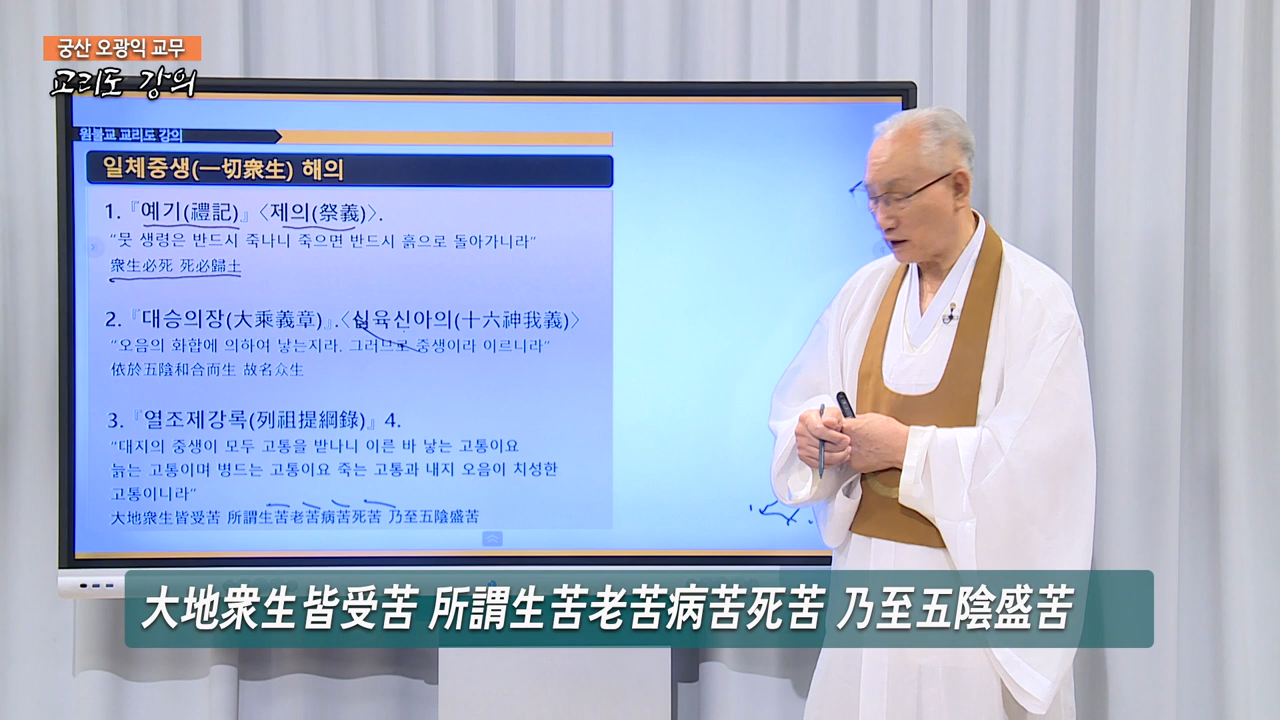 궁산 오광익 교무
교리도 강의
원불교 교리도 강의
일체중생(一切衆生) 해의
1.『예기(禮記)』〈제의(祭義)〉.
“뭇 생령은 반드시 죽나니 죽으면 반드시 흙으로 돌아가니라”
衆生必死 死必歸土
2.『대승의장(大乘義章)』.〈십육신아의(十六神我義)〉
“오음의 화합에 의하여 낳는지라. 그러므로 중생이라 이르니라”
依於五陰和合而生 故名众生
3.『열조제강록(列祖提綱錄)』4.
“대지의 중생이 모두 고통을 받나니 이른 바 낳는 고통이요
늙는 고통이며 병드는 고통이요 죽는 고통과 내지 오음이 치성한
고통이니라”
大地衆生皆受苦 所謂生苦老苦病苦死苦 乃至五陰盛苦
大地衆生皆受苦 所謂生苦老苦病苦死苦 乃至五陰盛苦